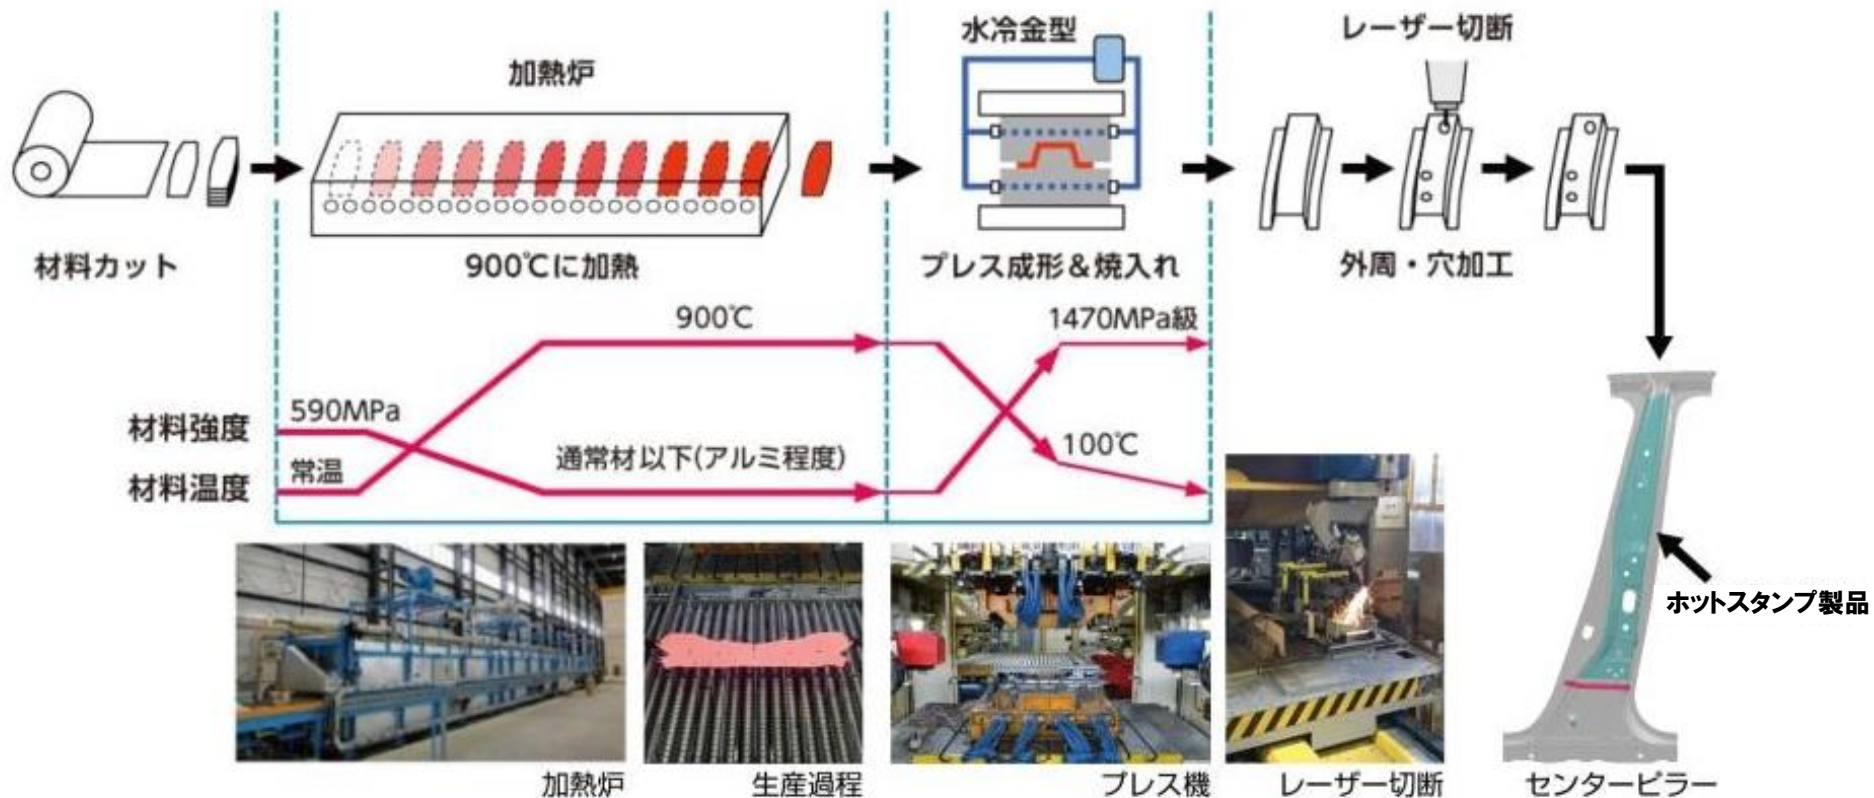 水冷金型
レーザー切断
加熱炉
材料カット
900℃に加熱
プレス成形＆焼入れ
外周・穴加工
900℃
1470MPa級
材料強度
590MPa
通常材以下(アルミ程度)
100℃
材料温度
常温
ホットスタンプ製品
加熱炉
生産過程
プレス機
レーザー切断
センターピラー